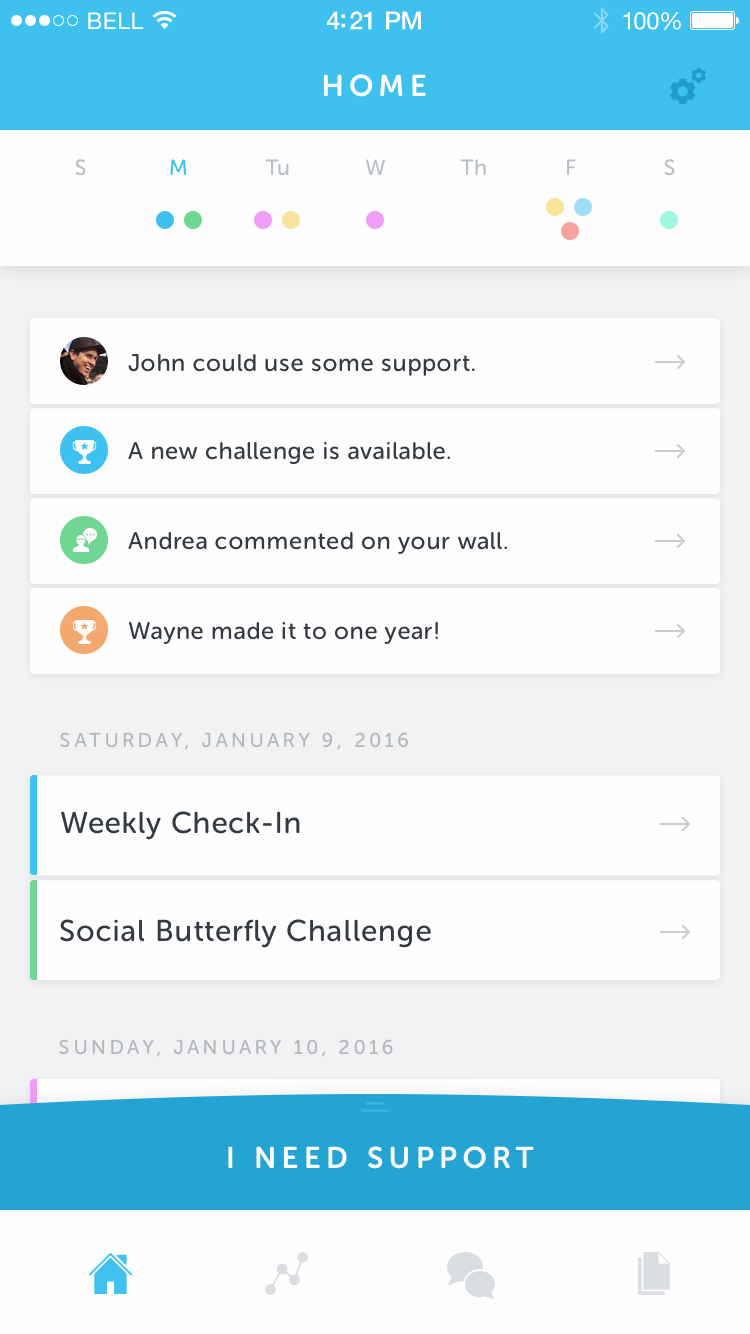 BELL 4:21 PM 100%
HOME
S M Tu W Th F S
John could use some support.
A new challenge is available.
Andrea commented on your wall.
Wayne made it to one year!
SATURDAY, JANUARY 9, 2016
Weekly Check-In
Social Butterfly Challenge
SUNDAY, JANUARY 10, 2016
I NEED SUPPORT